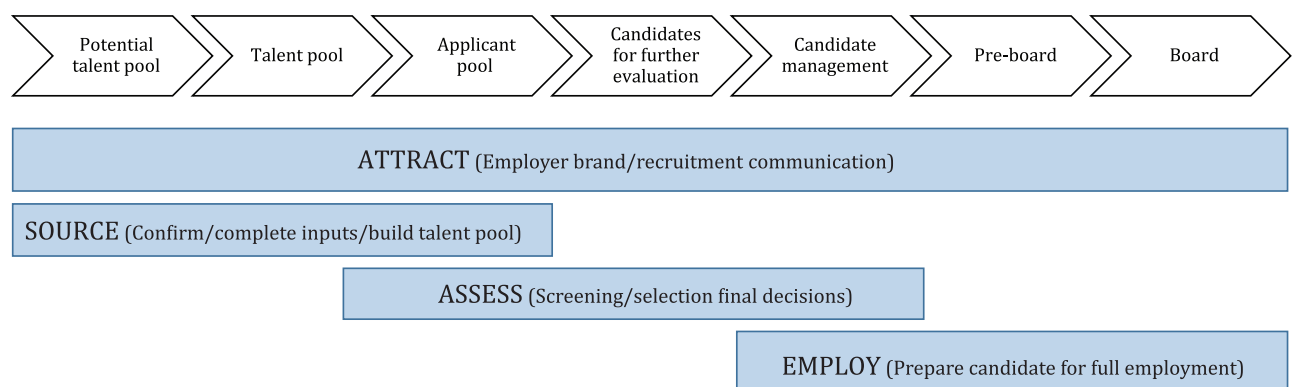 Potential
talent pool
Talent pool
Applicant
pool
Candidates
for further
evaluation
Candidate
management
Pre-board
Board
ATTRACT (Employer brand/recruitment communication)
SOURCE (Confirm/complete inputs/build talent pool)
ASSESS (Screening/selection final decisions)
EMPLOY (Prepare candidate for full employment)